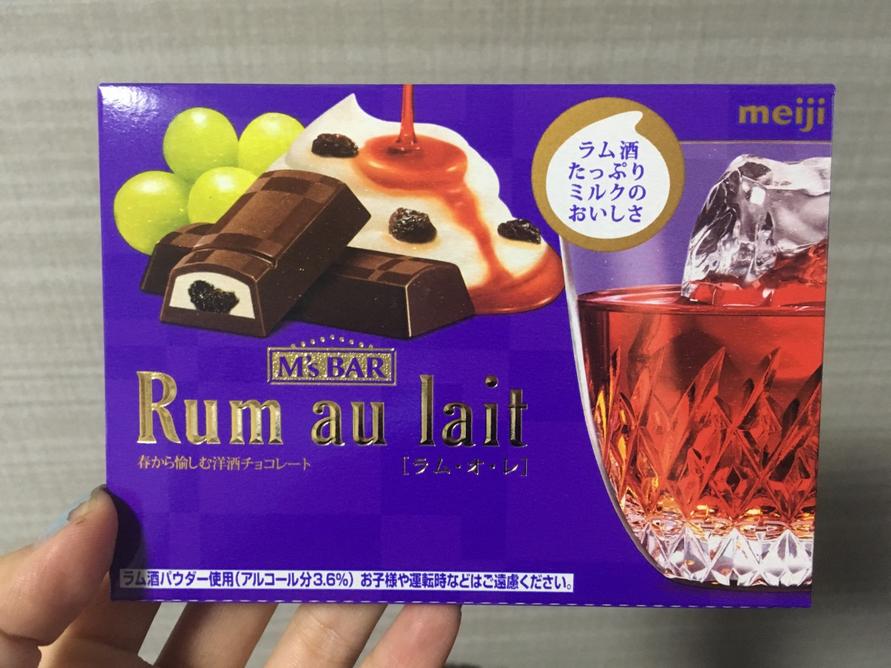 meiji
ラム酒
たっぷり
ミルクの
おいしさ
M's BAR
Rum au lait
春から愉しむ洋酒チョコレート
[ラム・オ・レ]
ラム酒パウダー使用(アルコール分3.6%) お子様や運転時などはご遠慮ください。